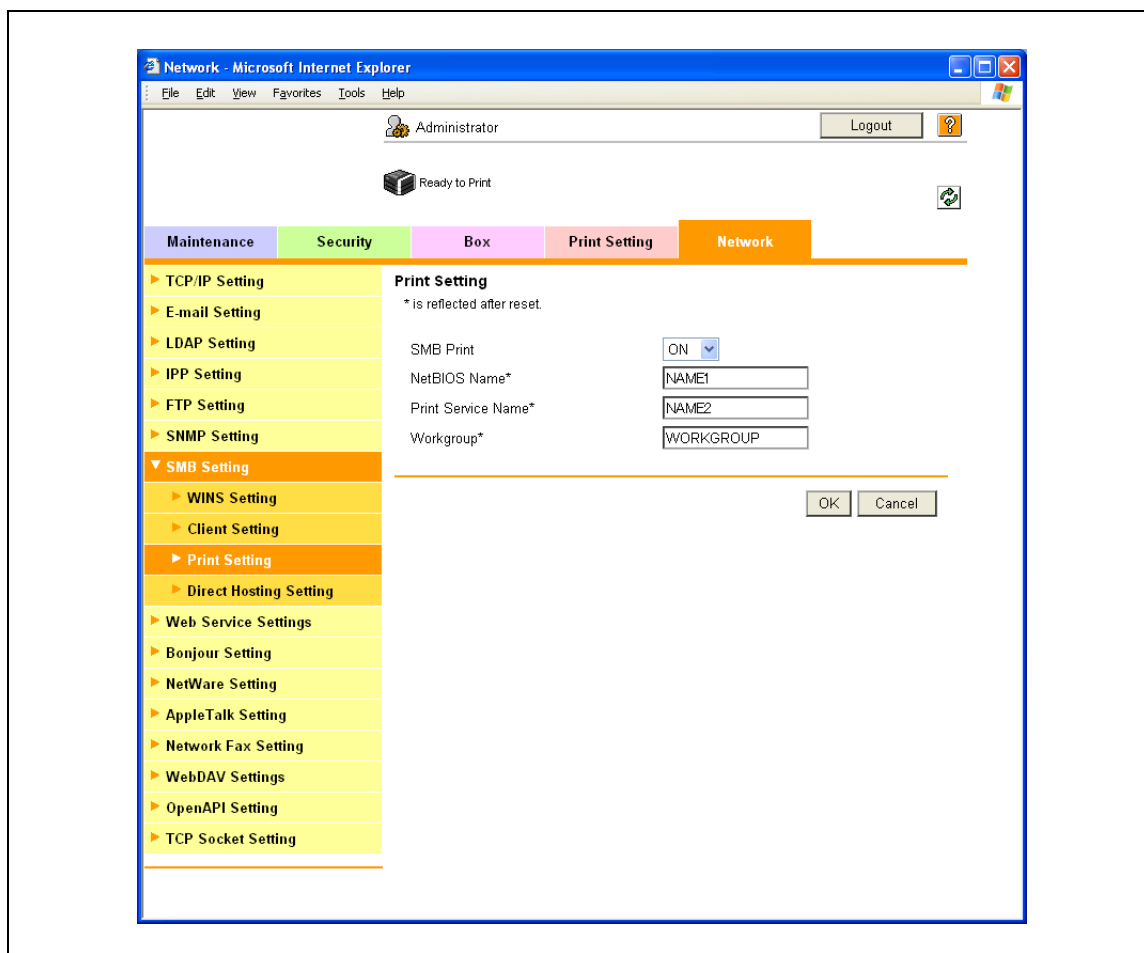 Network - Microsoft Internet Explorer
File Edit View Favorites Tools Help
Administrator
Logout
?
Ready to Print
Maintenance Security Box Print Setting Network
TCP/IP Setting
E-mail Setting
LDAP Setting
IPP Setting
FTP Setting
SNMP Setting
SMB Setting
WINS Setting
Client Setting
Print Setting
Direct Hosting Setting
Web Service Settings
Bonjour Setting
NetWare Setting
AppleTalk Setting
Network Fax Setting
WebDAV Settings
OpenAPI Setting
TCP Socket Setting
Print Setting
* is reflected after reset.
SMB Print ON
NetBIOS Name* NAME1
Print Service Name* NAME2
Workgroup* WORKGROUP
OK Cancel